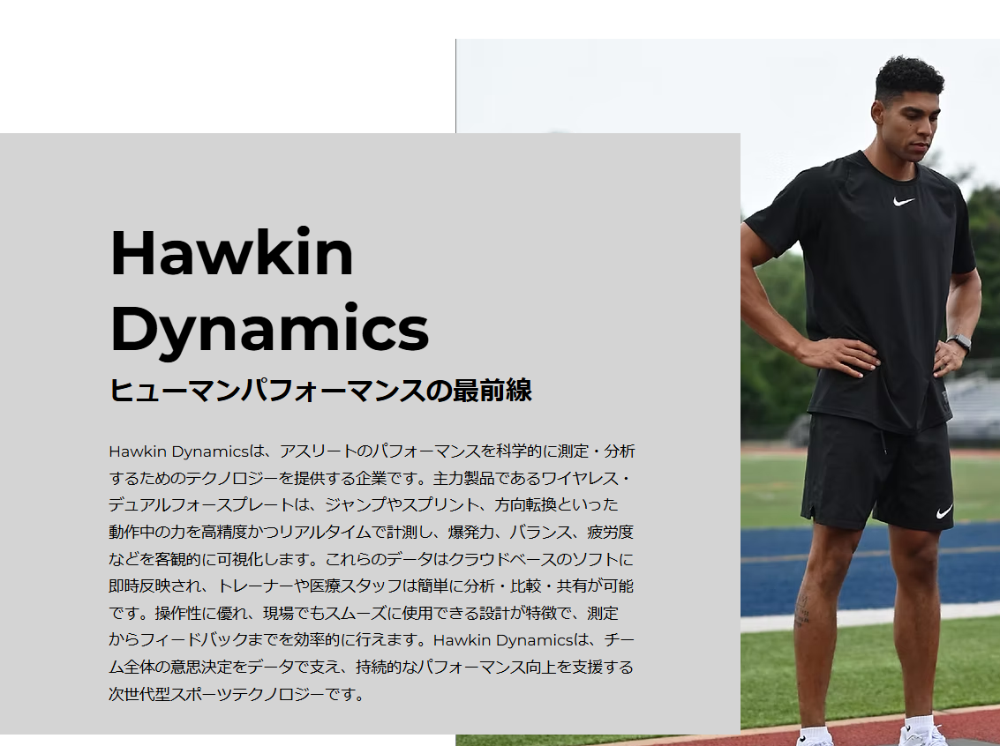 Hawkin
Dynamics
ヒューマンパフォーマンスの最前線
Hawkin Dynamicsは、アスリートのパフォーマンスを科学的に測定・分析
するためのテクノロジーを提供する企業です。主力製品であるワイヤレス・
デュアルフォースプレートは、ジャンプやスプリント、方向転換といった
動作中の力を高精度かつリアルタイムで計測し、爆発力、バランス、疲労度
などを客観的に可視化します。これらのデータはクラウドベースのソフトに
即時反映され、トレーナーや医療スタッフは簡単に分析・比較・共有が可能
です。操作性に優れ、現場でもスムーズに使用できる設計が特徴で、測定
からフィードバックまでを効率的に行えます。Hawkin Dynamicsは、チー
ム全体の意思決定をデータで支え、持続的なパフォーマンス向上を支援する
次世代型スポーツテクノロジーです。